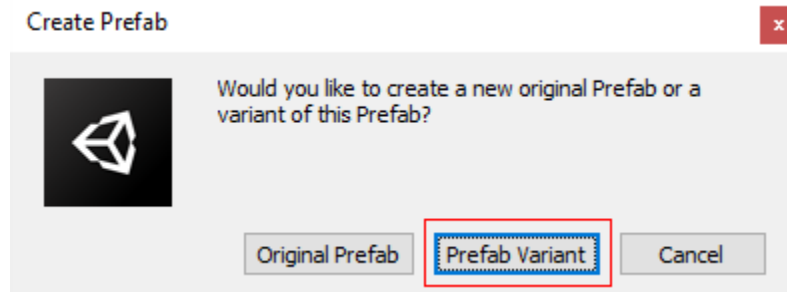 Create Prefab
x
Would you like to create a new original Prefab or a
variant of this Prefab?
Original Prefab
Prefab Variant
Cancel